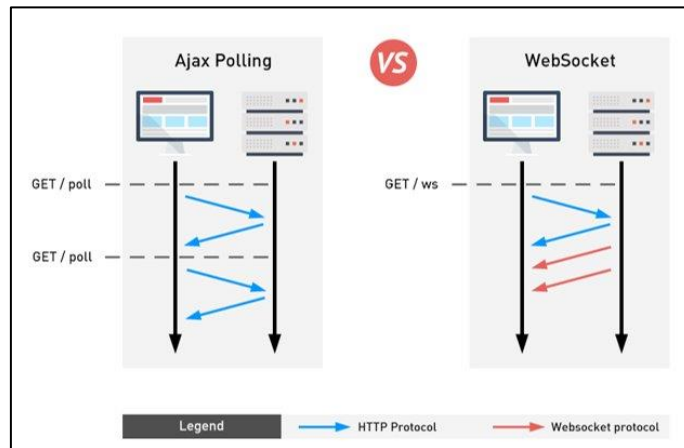 Ajax Polling
VS
WebSocket
GET / poll
GET / ws
GET / poll
Legend
HTTP Protocol
Websocket protocol